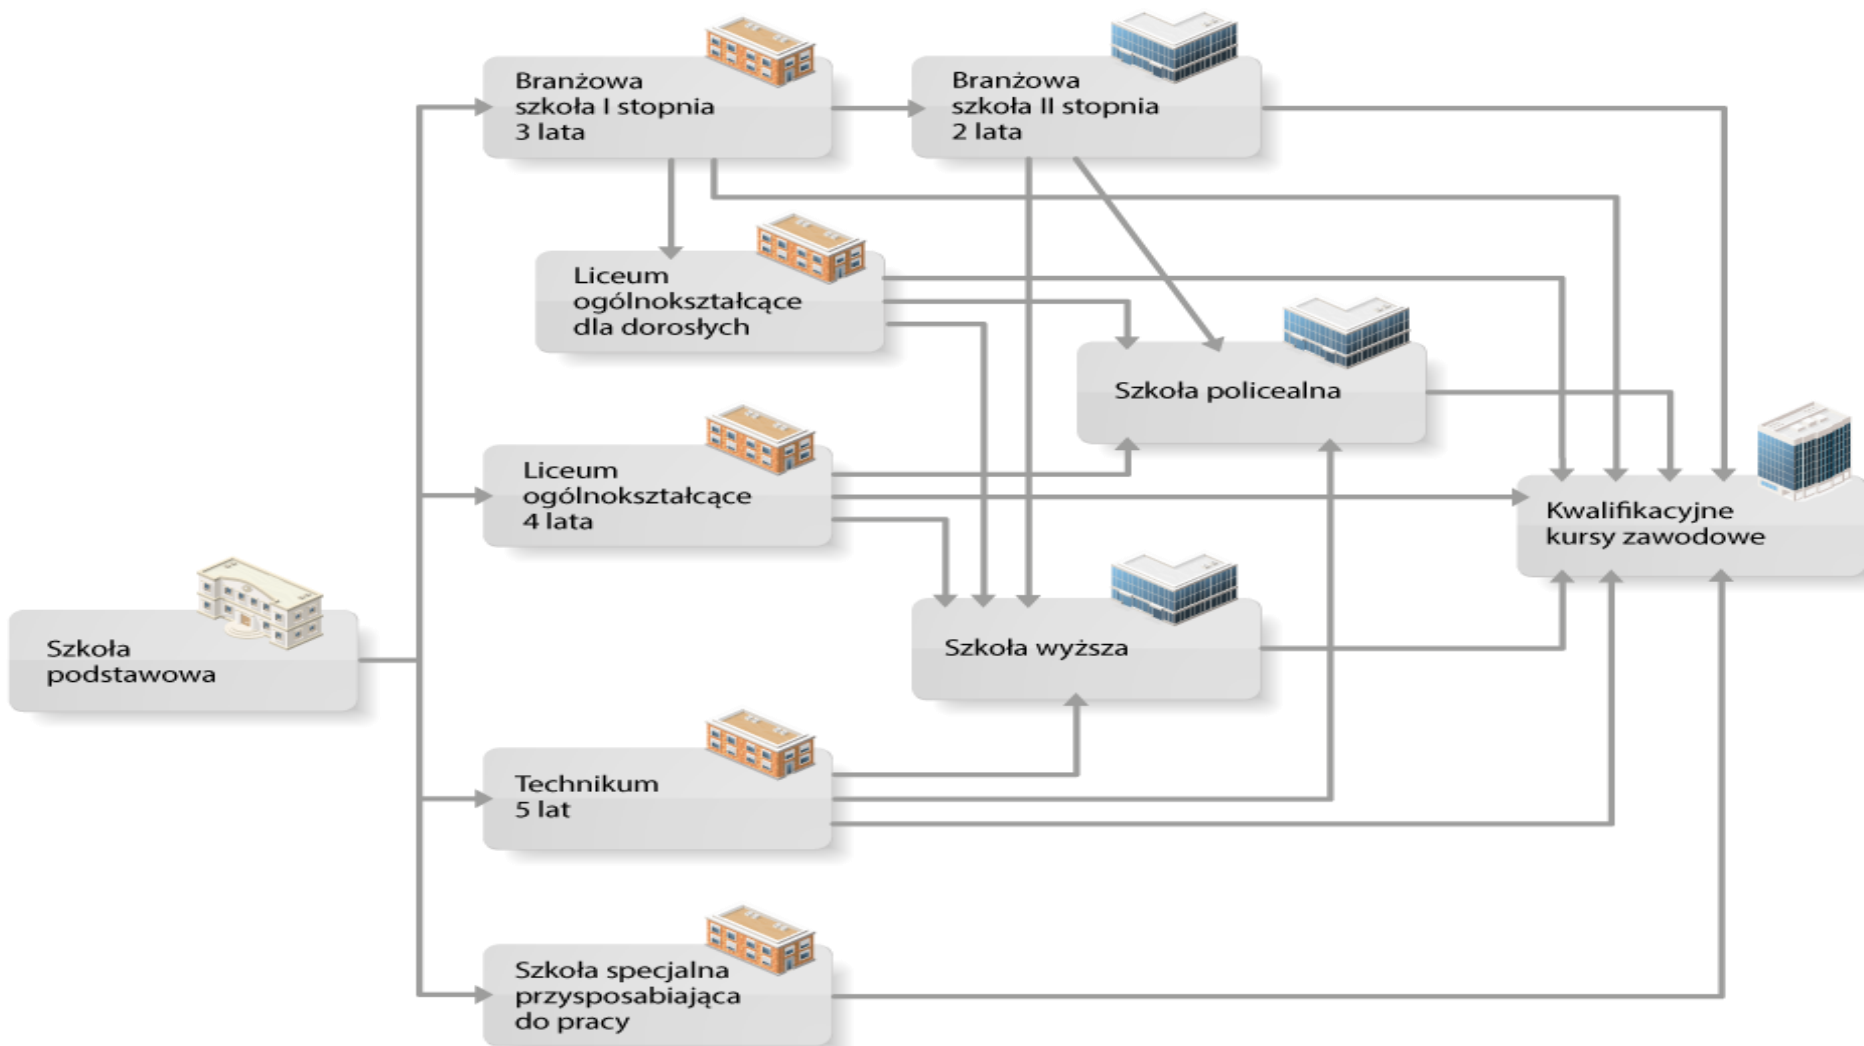 Branżowa
szkoła I stopnia
3 lata
Branżowa
szkoła II stopnia
2 lata
Liceum
ogólnokształcące
dla dorosłych
Szkoła policealna
Liceum
ogólnokształcące
4 lata
Kwalifikacyjne
kursy zawodowe
Szkoła
podstawowa
Szkoła wyższa
Technikum
5 lat
Szkoła specjalna
przysposabiająca
do pracy